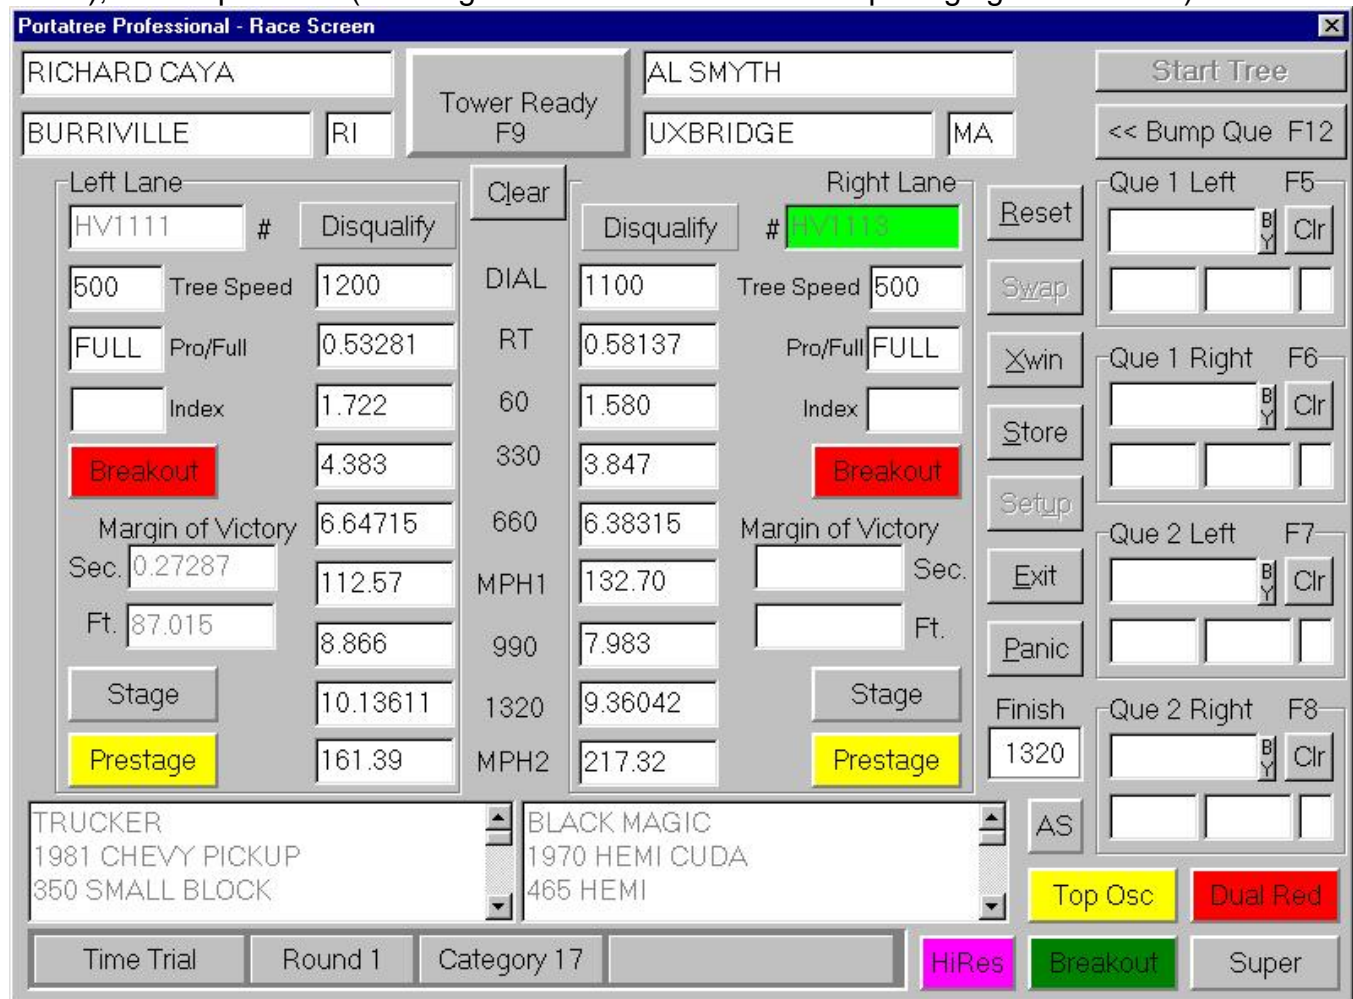 Portatree Professional - Race Screen
RICHARD CAYA
BURRIVILLE RI
Tower Ready
F9
AL SMYTH
UXBRIDGE MA
Start Tree
<< Bump Que F12
Left Lane
Clear
Right Lane
HV1111 # Disqualify
Disqualify # HV1113
500 Tree Speed 1200 DIAL 1100 Tree Speed 500
FULL Pro/Full 0.53281 RT 0.58137 Pro/Full FULL
Index 1.722 60 1.580 Index
Breakout 4.383 330 3.847 Breakout
Margin of Victory 6.64715 660 6.38315 Margin of Victory
Sec. 0.27287 112.57 MPH1 132.70 Sec.
Ft. 87.015 8.866 990 7.983 Ft.
Stage 10.13611 1320 9.36042 Stage
Prestage 161.39 MPH2 217.32 Prestage
Reset
Swap
Xwin
Store
Setup
Exit
Panic
Finish
1320
AS
Que 1 Left F5
BY Clr
Que 1 Right F6
BY Clr
Que 2 Left F7
BY Clr
Que 2 Right F8
BY Clr
TRUCKER
1981 CHEVY PICKUP
350 SMALL BLOCK
BLACK MAGIC
1970 HEMI CUDA
465 HEMI
Top Osc Dual Red
Time Trial Round 1 Category 17
HiRes Breakout Super